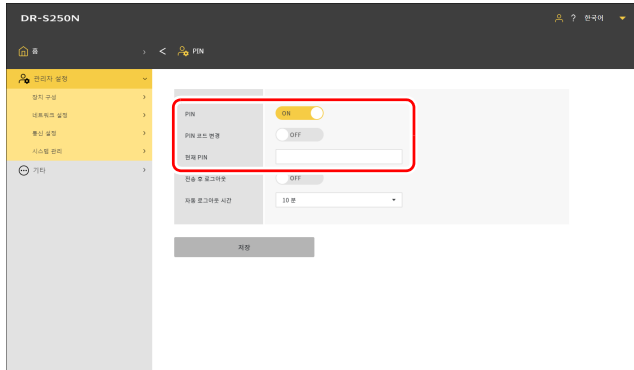 DR-S250N
? 한국어
홈
< PIN
관리자 설정
장치 구성
네트워크 설정
통신 설정
시스템 관리
기타
PIN ON
PIN 코드 변경 OFF
현재 PIN
전송 후 로그아웃 OFF
자동 로그아웃 시간 10 분
저장